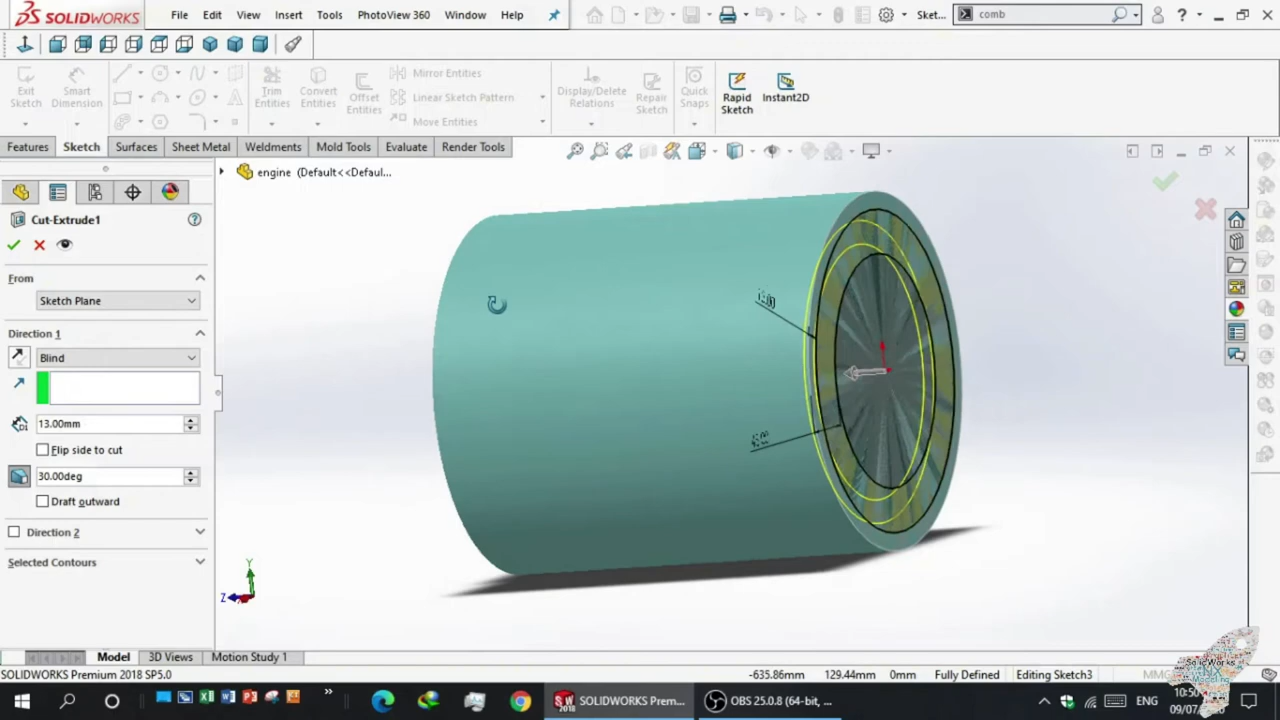 SOLIDWORKS File Edit View Insert Tools PhotoView 360 Window Help Sket... comb
Exit Sketch Smart Dimension Trim Entities Convert Entities Offset Entities Mirror Entities Linear Sketch Pattern Move Entities Display/Delete Relations Repair Sketch Quick Snaps Rapid Sketch Instant2D
Features Sketch Surfaces Sheet Metal Weldments Mold Tools Evaluate Render Tools
engine (Default<<Defaul...
Cut-Extrude1
From
Sketch Plane
Direction 1
Blind
13.00mm
Flip side to cut
30.00deg
Draft outward
Direction 2
Selected Contours
Y
Z
Model 3D Views Motion Study 1
SOLIDWORKS Premium 2018 SP5.0 -635.86mm 129.44mm 0mm Fully Defined Editing Sketch3
SolidWorks
NX
Modeling
SOLIDWORKS Prem... OBS 25.0.8 (64-bit, ... ENG